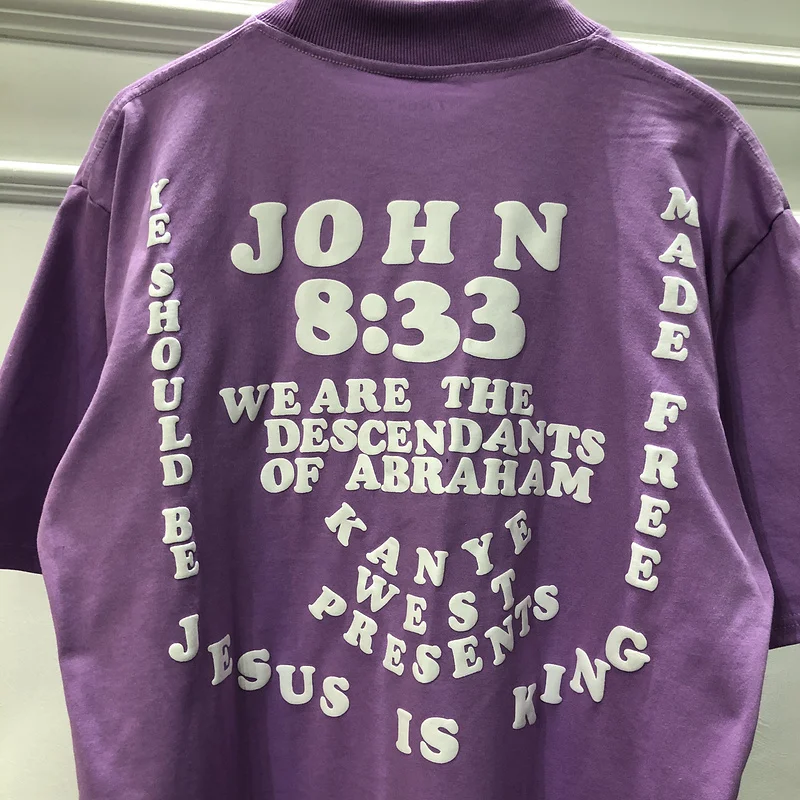 JOHN
8:33
WE ARE THE
DESCENDANTS
OF ABRAHAM
KANYE
WEST
PRESENTS
YE SHOULD BE
MADE FREE
JESUS IS KING